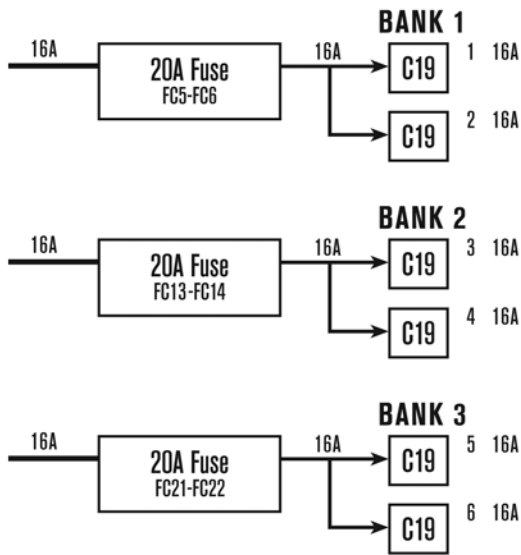 BANK 1
16A
20A Fuse
FC5-FC6
16A
C19 1 16A
C19 2 16A
BANK 2
16A
20A Fuse
FC13-FC14
16A
C19 3 16A
C19 4 16A
BANK 3
16A
20A Fuse
FC21-FC22
16A
C19 5 16A
C19 6 16A